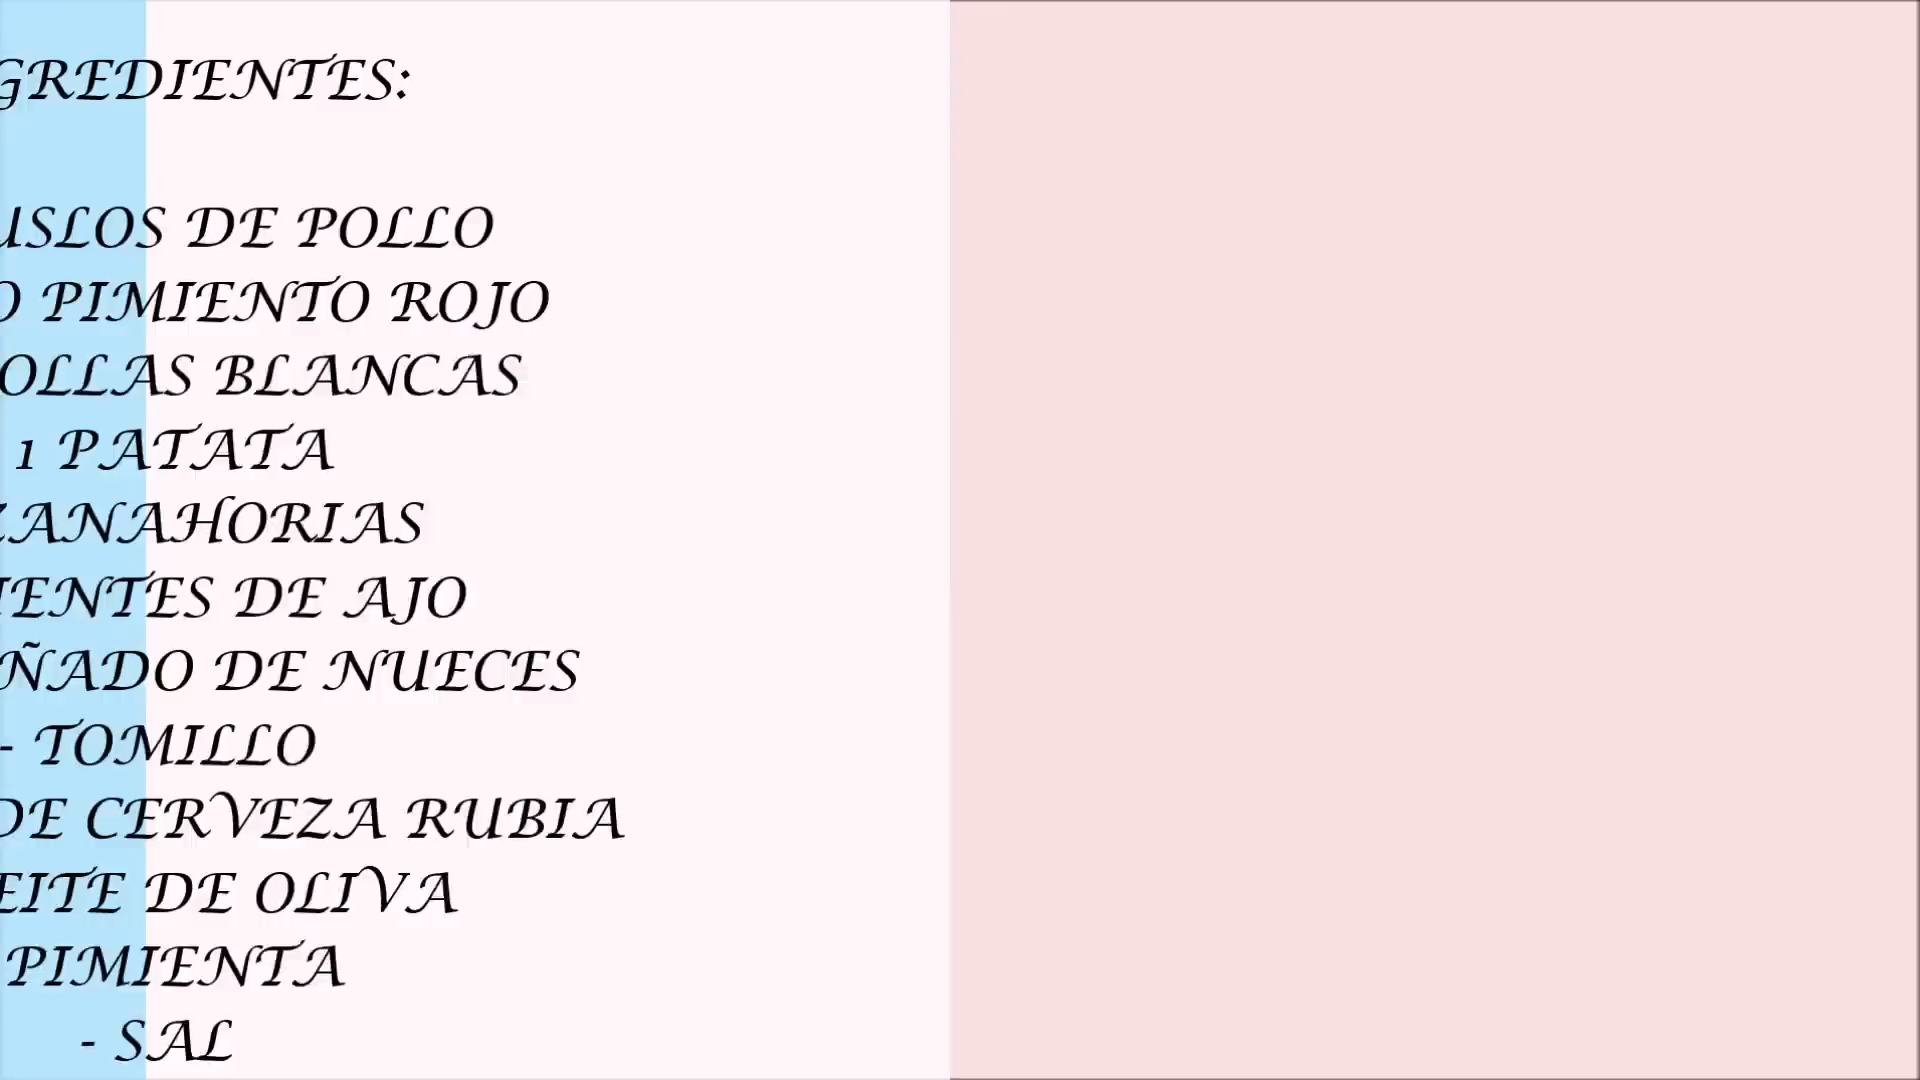 GREDIENTES:
USLOS DE POLLO
O PIMIENTO ROJO
OLLAS BLANCAS
1 PATATA
ZANAHORIAS
IENTES DE AJO
ÑADO DE NUECES
- TOMILLO
DE CERVEZA RUBIA
EITE DE OLIVA
PIMIENTA
- SAL